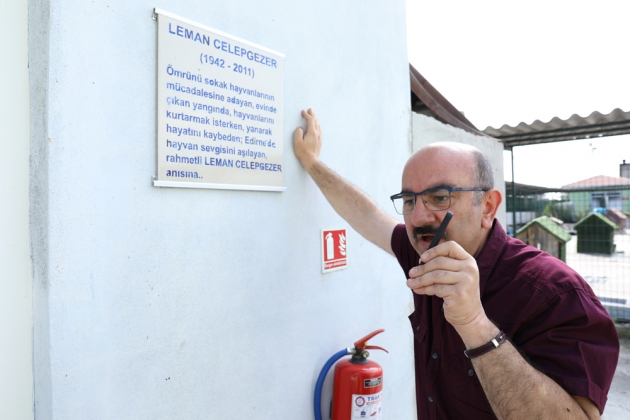 LEMAN CELEPGEZER
(1942 - 2011)
Ömrünü sokak hayvanlarının
mücadalesine adayan, evinde
çıkan yangında, hayvanlarını
kurtarmak isterken, yanarak
hayatını kaybeden; Edirne'de
hayvan sevgisini aşılayan,
rahmetli LEMAN CELEPGEZER
anısına..